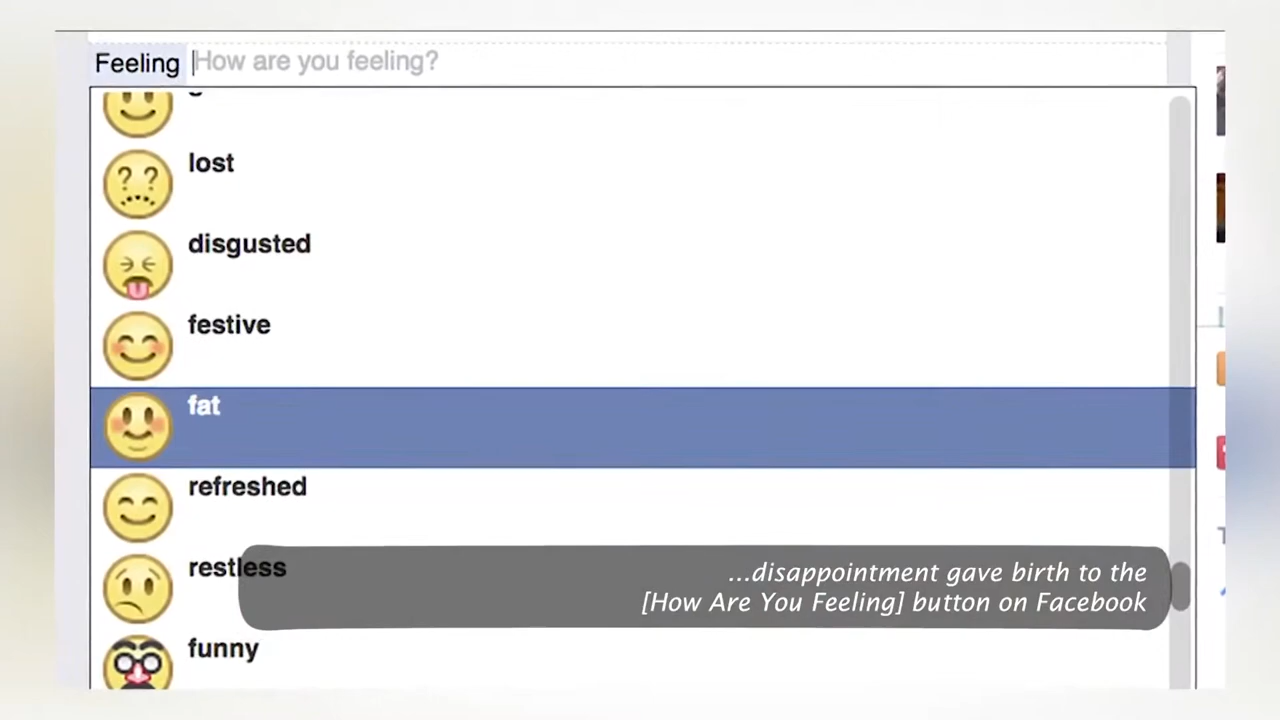 Feeling How are you feeling?
lost
disgusted
festive
fat
refreshed
restless
…disappointment gave birth to the
[How Are You Feeling] button on Facebook
funny